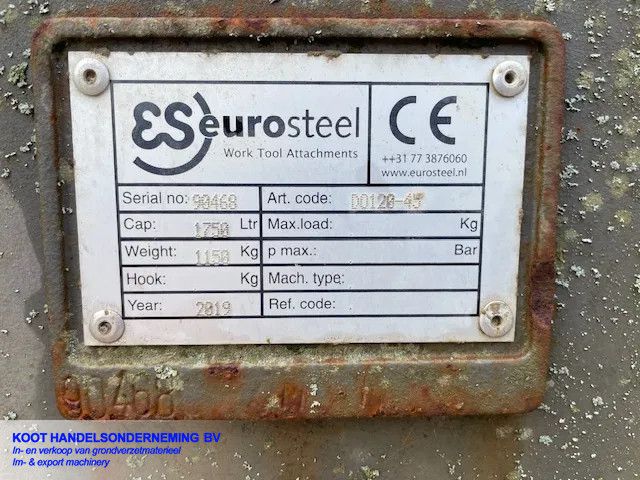 ES eurosteel
Work Tool Attachments
CE
++31 77 3876060
www.eurosteel.nl
Serial no: 90468 Art. code:
Cap: 1750 Ltr Max.load: Kg
Weight: 1150 Kg p max.: Bar
Hook: Kg Mach. type:
Year: 2019 Ref. code:
90468
KOOT HANDELSONDERNEMING BV
In- en verkoop van grondverzetmaterieel
Im- & export machinery